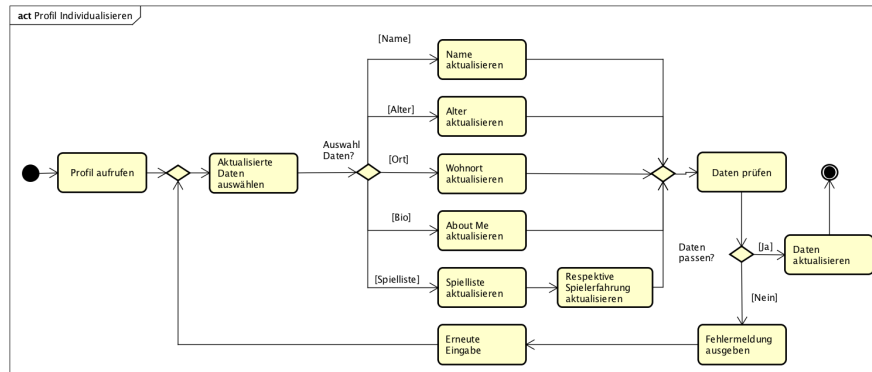 act Profil Individualisieren
[Name]
Name
aktualisieren
[Alter]
Alter
aktualisieren
Auswahl
Daten?
[Ort]
Wohnort
aktualisieren
Profil aufrufen
Aktualisierte
Daten
auswählen
Daten prüfen
[Bio]
About Me
aktualisieren
Daten
passen?
[Ja]
Daten
aktualisieren
[Spielliste]
Spielliste
aktualisieren
Respektive
Spielerfahrung
aktualisieren
[Nein]
Erneute
Eingabe
Fehlermeldung
ausgeben